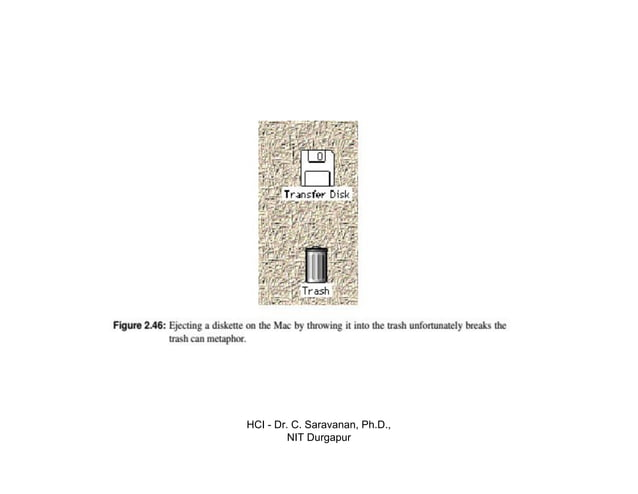 Transfer Disk
Trash
Figure 2.46: Ejecting a diskette on the Mac by throwing it into the trash unfortunately breaks the
trash can metaphor.
HCI - Dr. C. Saravanan, Ph.D.,
NIT Durgapur